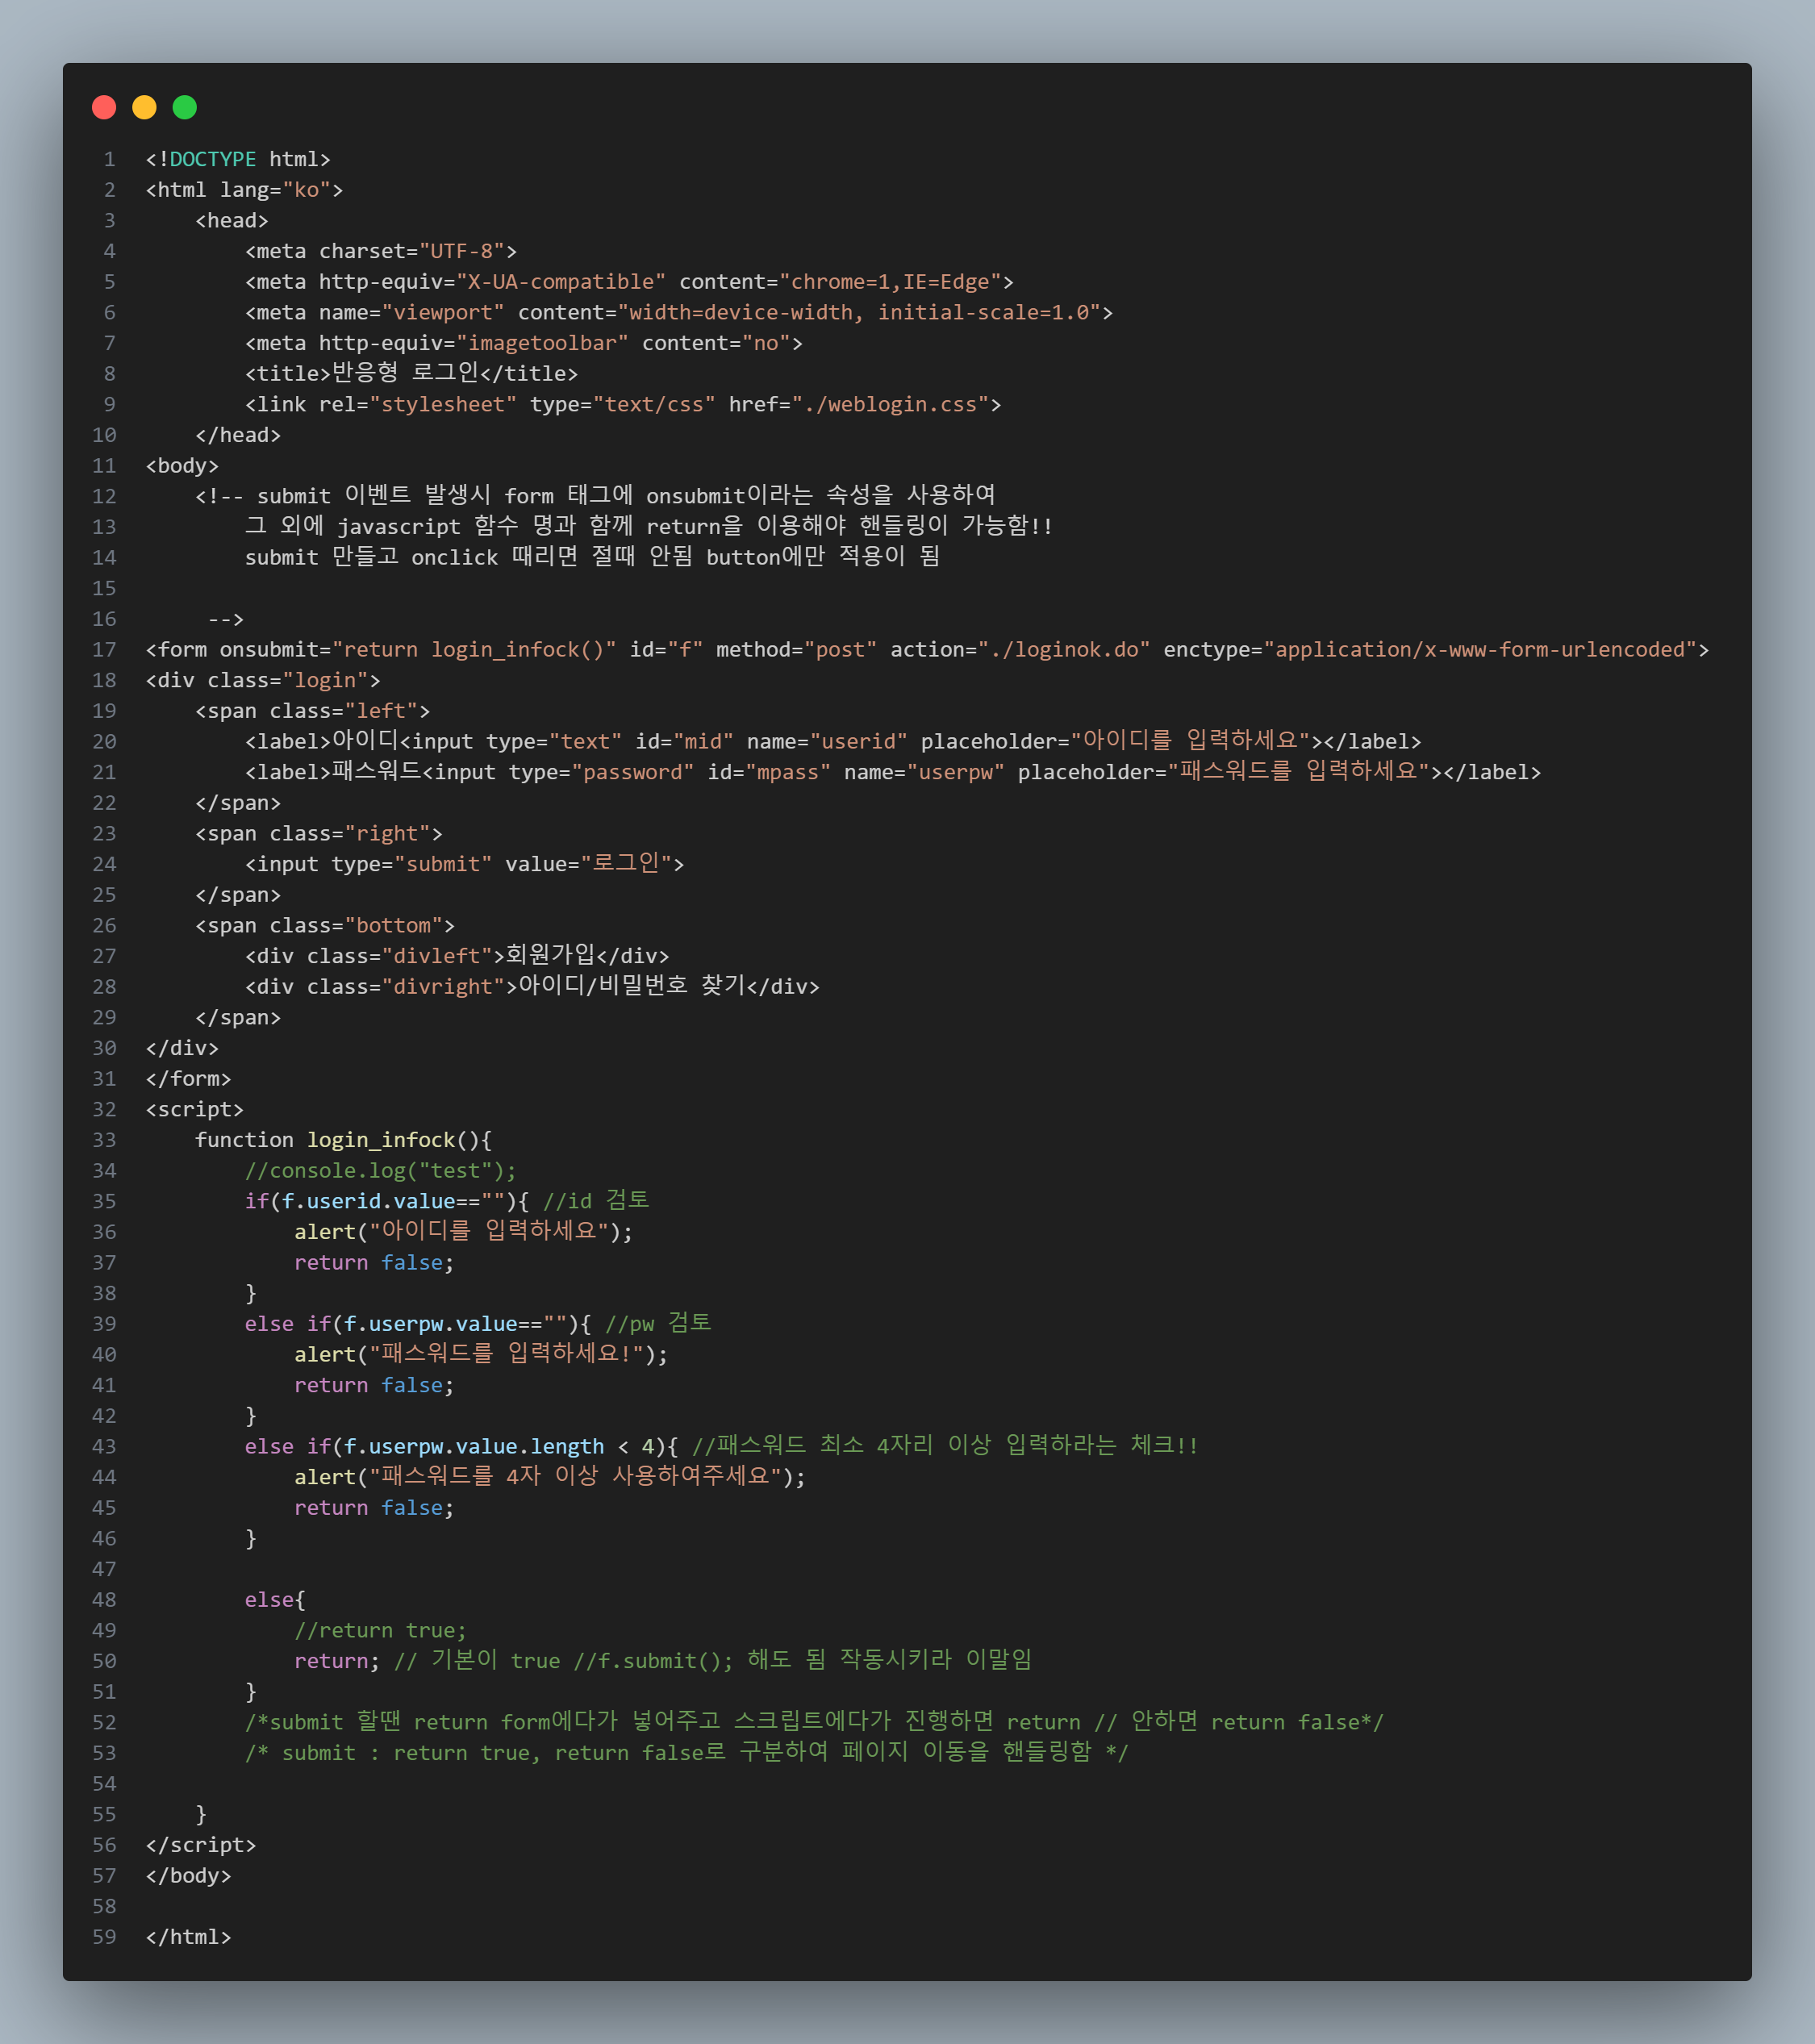 1 <!DOCTYPE html>
2 <html lang="ko">
3     <head>
4         <meta charset="UTF-8">
5         <meta http-equiv="X-UA-compatible" content="chrome=1,IE=Edge">
6         <meta name="viewport" content="width=device-width, initial-scale=1.0">
7         <meta http-equiv="imagetoolbar" content="no">
8         <title>반응형 로그인</title>
9         <link rel="stylesheet" type="text/css" href="./weblogin.css">
10     </head>
11 <body>
12     <!-- submit 이벤트 발생시 form 태그에 onsubmit이라는 속성을 사용하여
13         그 외에 javascript 함수 명과 함께 return을 이용해야 핸들링이 가능함!!
14         submit 만들고 onclick 때리면 절때 안됨 button에만 적용이 됨
15
16      -->
17 <form onsubmit="return login_infock()" id="f" method="post" action="./loginok.do" enctype="application/x-www-form-urlencoded">
18 <div class="login">
19     <span class="left">
20         <label>아이디<input type="text" id="mid" name="userid" placeholder="아이디를 입력하세요"></label>
21         <label>패스워드<input type="password" id="mpass" name="userpw" placeholder="패스워드를 입력하세요"></label>
22     </span>
23     <span class="right">
24         <input type="submit" value="로그인">
25     </span>
26     <span class="bottom">
27         <div class="divleft">회원가입</div>
28         <div class="divright">아이디/비밀번호 찾기</div>
29     </span>
30 </div>
31 </form>
32 <script>
33     function login_infock(){
34         //console.log("test");
35         if(f.userid.value==""){ //id 검토
36             alert("아이디를 입력하세요");
37             return false;
38         }
39         else if(f.userpw.value==""){ //pw 검토
40             alert("패스워드를 입력하세요!");
41             return false;
42         }
43         else if(f.userpw.value.length < 4){ //패스워드 최소 4자리 이상 입력하라는 체크!!
44             alert("패스워드를 4자 이상 사용하여주세요");
45             return false;
46         }
47
48         else{
49             //return true;
50             return; // 기본이 true //f.submit(); 해도 됨 작동시키라 이말임
51         }
52         /*submit 할땐 return form에다가 넣어주고 스크립트에다가 진행하면 return // 안하면 return false*/
53         /* submit : return true, return false로 구분하여 페이지 이동을 핸들링함 */
54
55     }
56 </script>
57 </body>
58
59 </html>